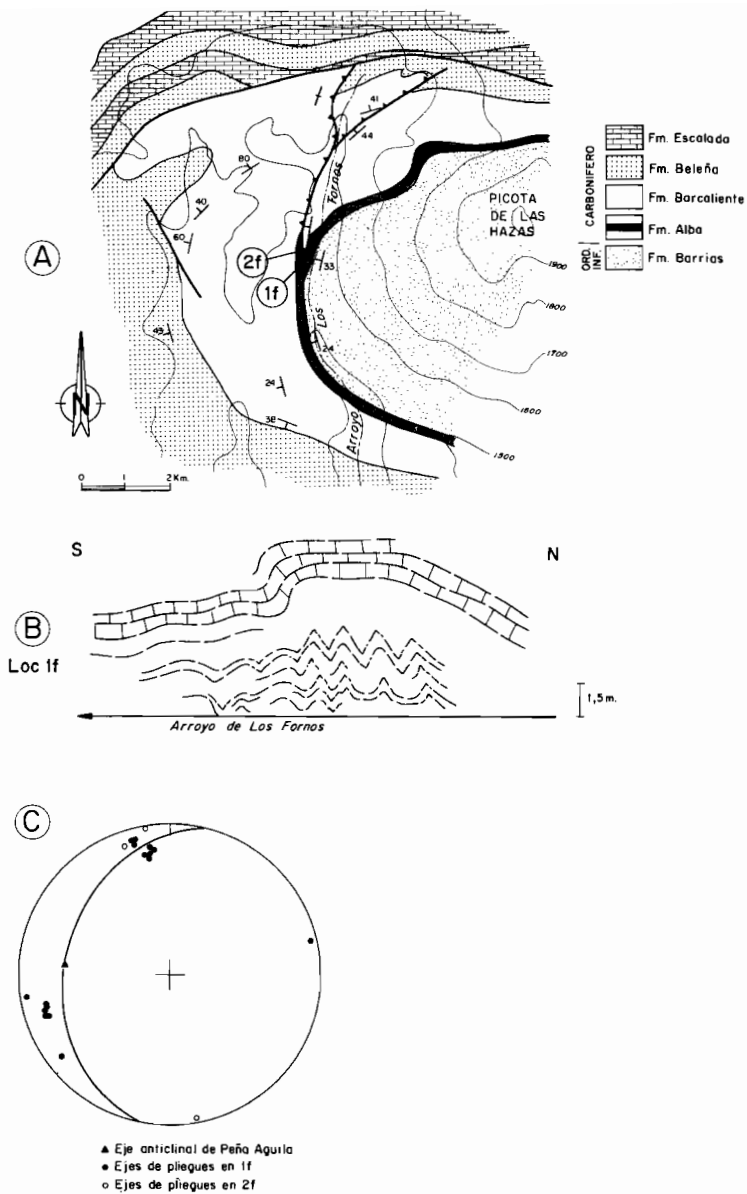 A
41
44
80
40
60
43
24
38
33
24
2f
1f
Fornos
Los
Arroyo
PICOTA
DE LAS
HAZAS
1900
1800
1700
1600
1500
N
0 1 2 Km.
CARBONIFERO
ORD. INF.
Fm. Escalada
Fm. Beleña
Fm. Barcaliente
Fm. Alba
Fm. Barrios
S
N
B
Loc 1f
1,5 m.
Arroyo de Los Fornos
C
▲ Eje anticlinal de Peña Aguila
● Ejes de pliegues en 1f
○ Ejes de pliegues en 2f